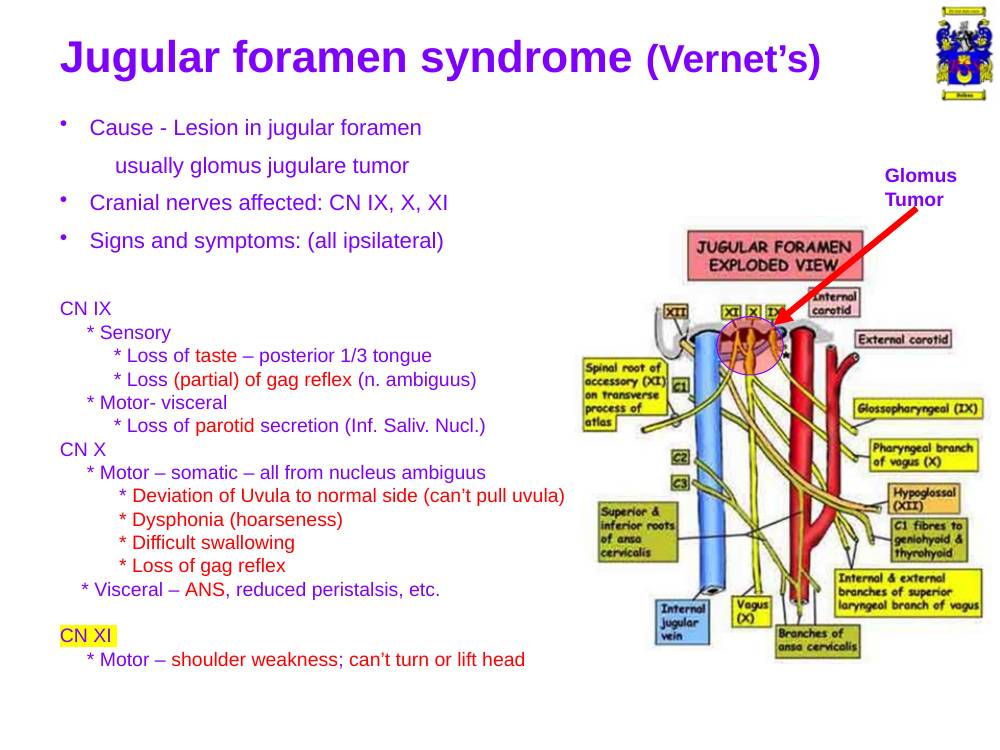 Jugular foramen syndrome (Vernet’s)
• Cause - Lesion in jugular foramen
usually glomus jugulare tumor
• Cranial nerves affected: CN IX, X, XI
• Signs and symptoms: (all ipsilateral)
CN IX
* Sensory
* Loss of taste – posterior 1/3 tongue
* Loss (partial) of gag reflex (n. ambiguus)
* Motor- visceral
* Loss of parotid secretion (Inf. Saliv. Nucl.)
CN X
* Motor – somatic – all from nucleus ambiguus
* Deviation of Uvula to normal side (can’t pull uvula)
* Dysphonia (hoarseness)
* Difficult swallowing
* Loss of gag reflex
* Visceral – ANS, reduced peristalsis, etc.
CN XI
* Motor – shoulder weakness; can’t turn or lift head
Glomus
Tumor
JUGULAR FORAMEN
EXPLODED VIEW
XII
XI
X
IX
Internal
carotid
External carotid
Spinal root of
accessory (XI)
on transverse
process of
atlas
C1
C2
C3
Glossopharyngeal (IX)
Pharyngeal branch
of vagus (X)
Hypoglossal
(XII)
C1 fibres to
geniohyoid &
thyrohyoid
Superior &
inferior roots
of ansa
cervicalis
Internal & external
branches of superior
laryngeal branch of vagus
Internal
jugular
vein
Vagus
(X)
Branches of
ansa cervicalis